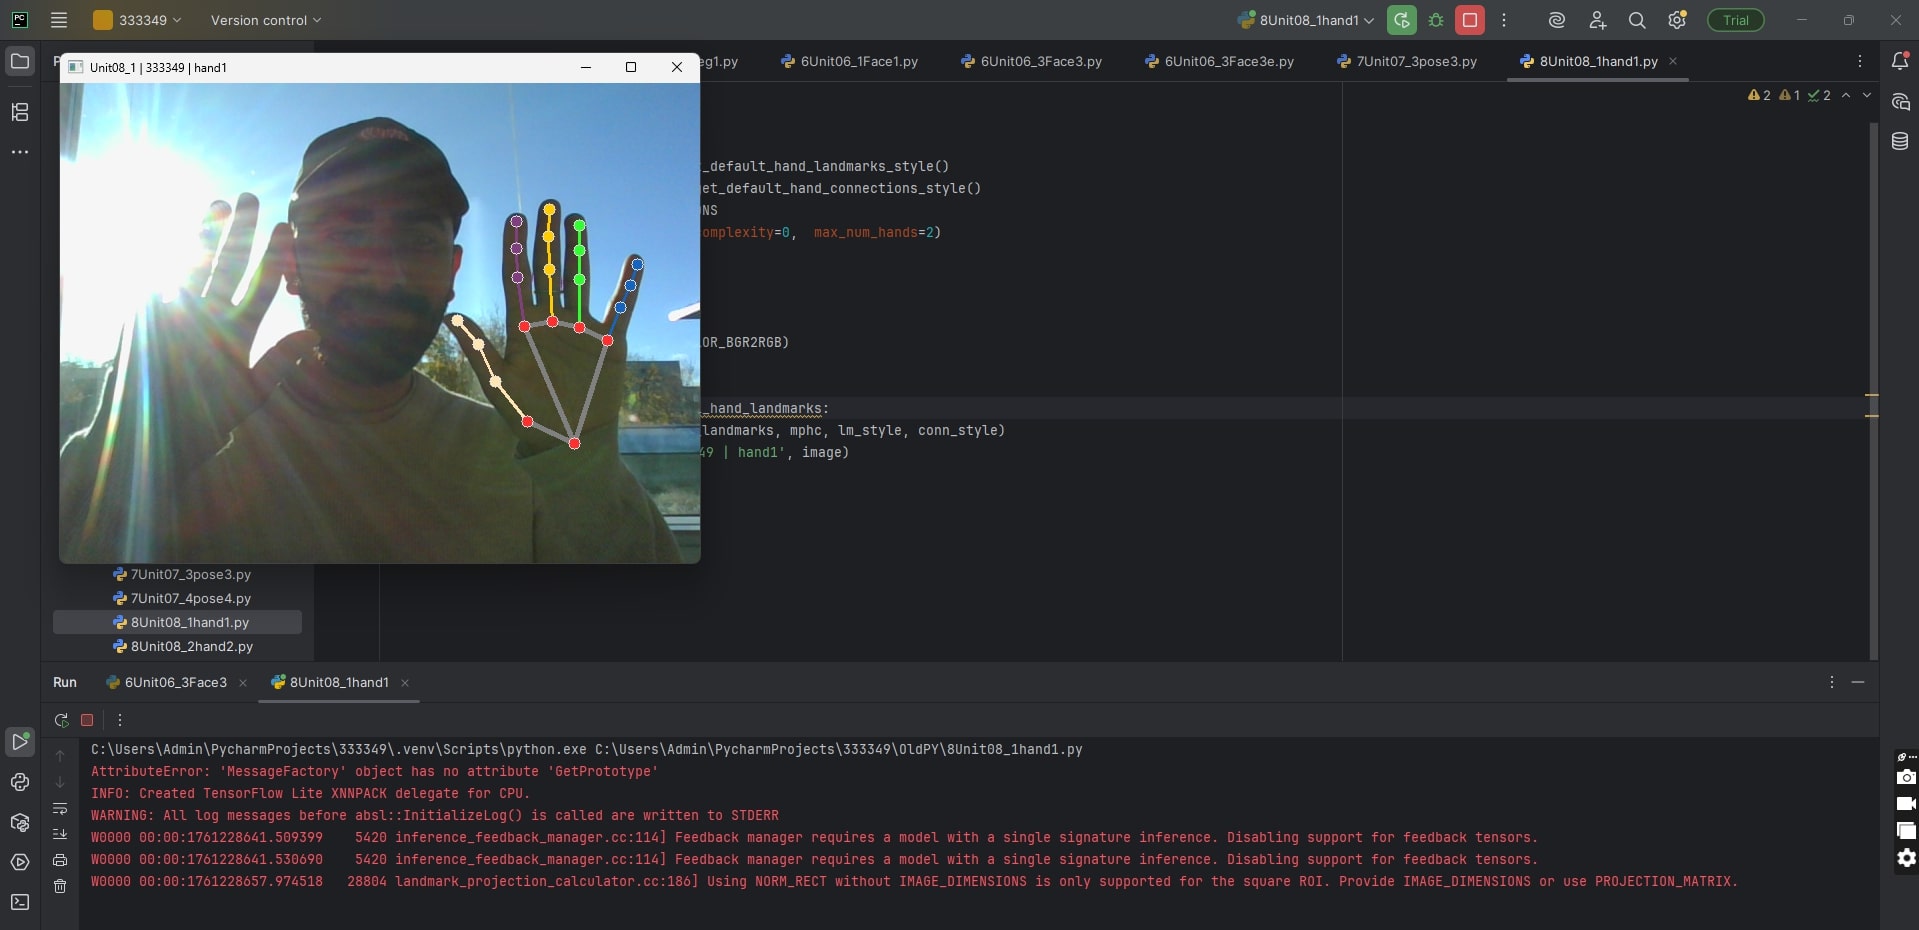 PC
333349
Version control
8Unit08_1hand1
Trial
Unit08_1 | 333349 | hand1
eg1.py
6Unit06_1Face1.py
6Unit06_3Face3.py
6Unit06_3Face3e.py
7Unit07_3pose3.py
8Unit08_1hand1.py
2 1 2
_default_hand_landmarks_style()
get_default_hand_connections_style()
NS
complexity=0, max_num_hands=2)
OR_BGR2RGB)
_hand_landmarks:
landmarks, mphc, lm_style, conn_style)
49 | hand1', image)
7Unit07_3pose3.py
7Unit07_4pose4.py
8Unit08_1hand1.py
8Unit08_2hand2.py
Run
6Unit06_3Face3
8Unit08_1hand1
C:\Users\Admin\PycharmProjects\333349\.venv\Scripts\python.exe C:\Users\Admin\PycharmProjects\333349\OldPY\8Unit08_1hand1.py
AttributeError: 'MessageFactory' object has no attribute 'GetPrototype'
INFO: Created TensorFlow Lite XNNPACK delegate for CPU.
WARNING: All log messages before absl::InitializeLog() is called are written to STDERR
W0000 00:00:1761228641.509399    5420 inference_feedback_manager.cc:114] Feedback manager requires a model with a single signature inference. Disabling support for feedback tensors.
W0000 00:00:1761228641.530690    5420 inference_feedback_manager.cc:114] Feedback manager requires a model with a single signature inference. Disabling support for feedback tensors.
W0000 00:00:1761228657.974518   28804 landmark_projection_calculator.cc:186] Using NORM_RECT without IMAGE_DIMENSIONS is only supported for the square ROI. Provide IMAGE_DIMENSIONS or use PROJECTION_MATRIX.